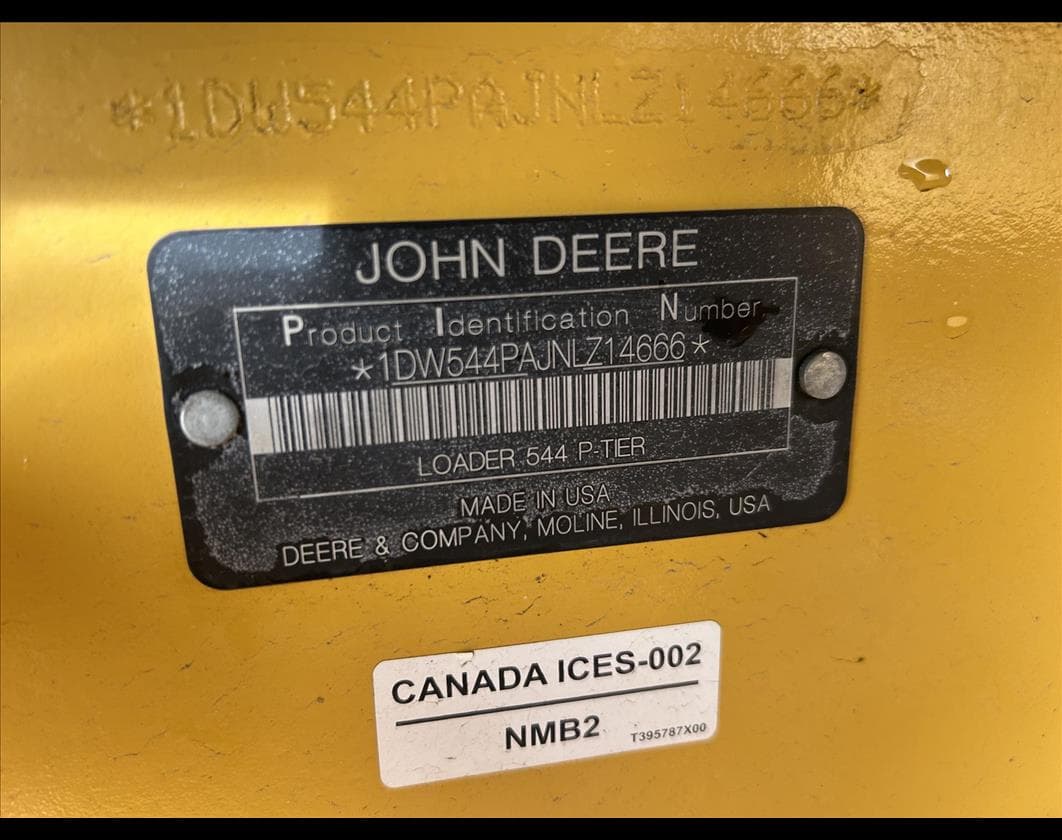 *1DW544PAJNLZ14666*
JOHN DEERE
Product Identification Number
*1DW544PAJNLZ14666*
LOADER 544 P-TIER
MADE IN USA
DEERE & COMPANY, MOLINE, ILLINOIS, USA
CANADA ICES-002
NMB2
T395787X00